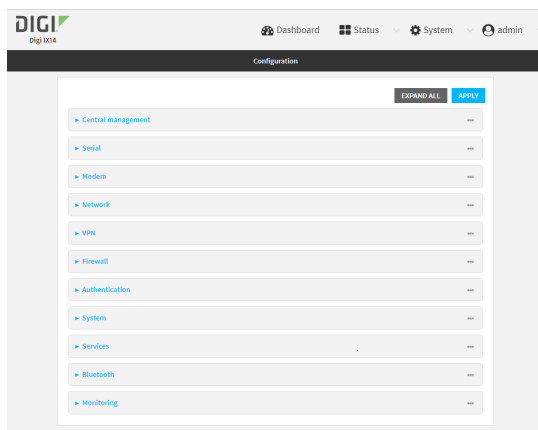 DIGI
Digi IX14
Dashboard Status System admin
Configuration
EXPAND ALL APPLY
Central management
Serial
Modem
Network
VPN
Firewall
Authentication
System
Services
Bluetooth
Monitoring